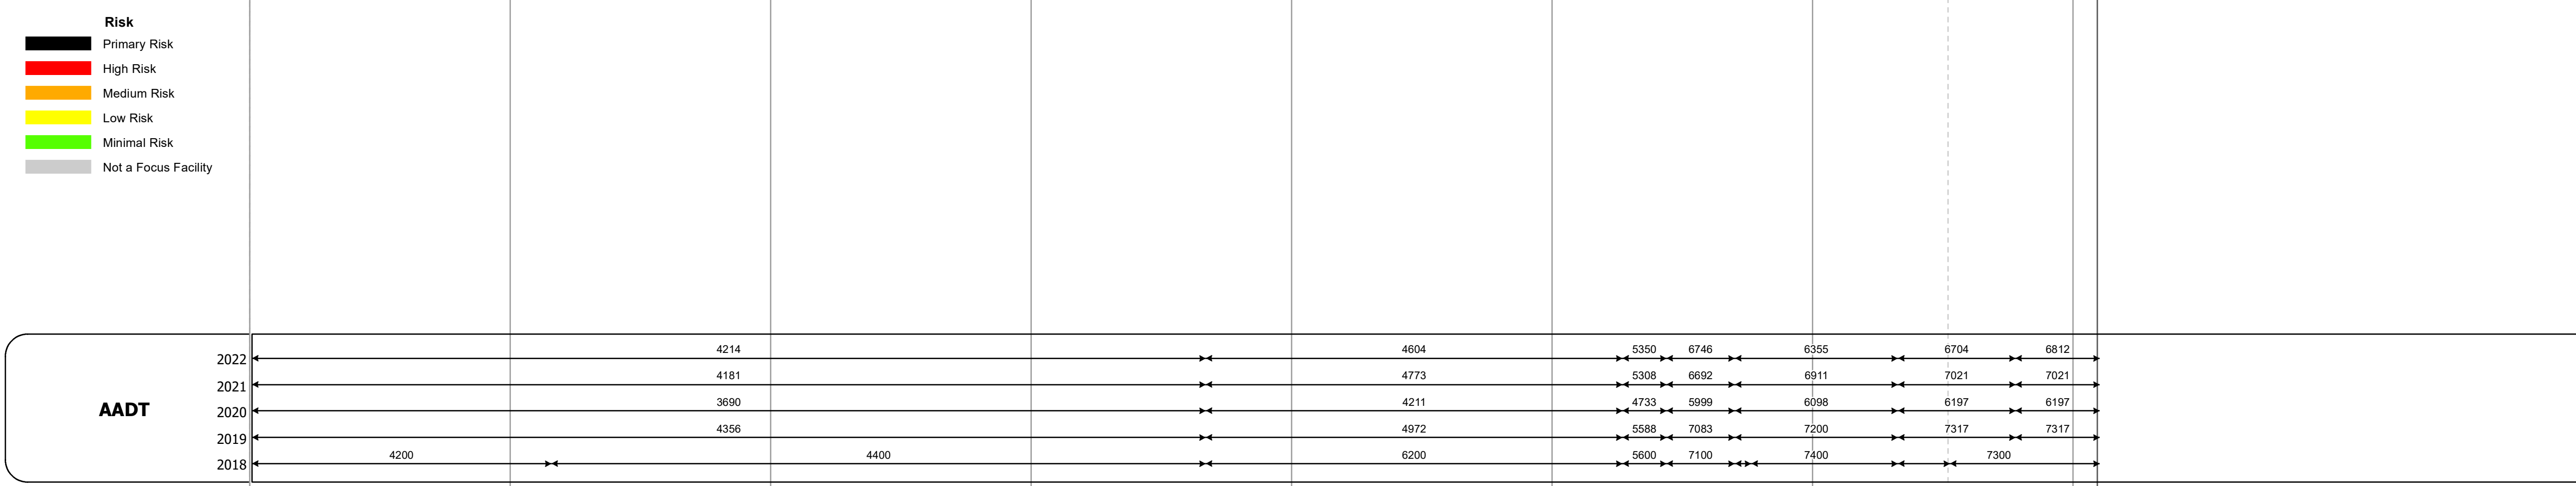 Risk
Primary Risk
High Risk
Medium Risk
Low Risk
Minimal Risk
Not a Focus Facility
AADT
2022 4214 4604 5350 6746 6355 6704 6812
2021 4181 4773 5308 6692 6911 7021 7021
2020 3690 4211 4733 5999 6098 6197 6197
2019 4356 4972 5588 7083 7200 7317 7317
2018 4200 4400 6200 5600 7100 7400 7300